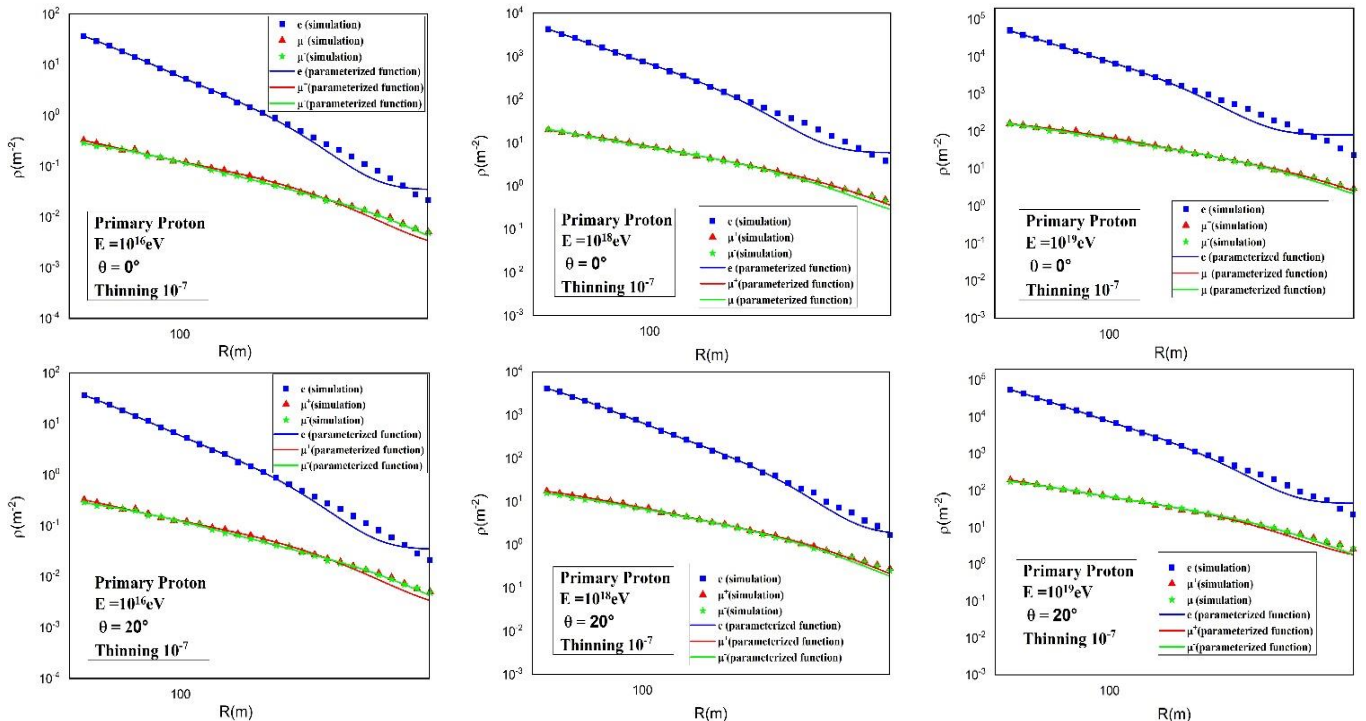 10²
10¹
10⁰
10⁻¹
10⁻²
10⁻³
10⁻⁴
ρ(m⁻²)
e (simulation)
μ⁺(simulation)
μ⁻(simulation)
e (parameterized function)
μ⁺(parameterized function)
μ⁻(parameterized function)
Primary Proton
E =10¹⁶eV
θ = 0°
Thinning 10⁻⁷
100
R(m)
10⁴
10³
10²
10¹
10⁰
10⁻¹
10⁻²
10⁻³
ρ(m⁻²)
Primary Proton
E =10¹⁸eV
θ = 0°
Thinning 10⁻⁷
e (simulation)
μ⁺(simulation)
μ⁻(simulation)
e (parameterized function)
μ⁺(parameterized function)
μ (parameterized function)
100
R(m)
10⁵
10⁴
10³
10²
10¹
10⁰
10⁻¹
10⁻²
10⁻³
ρ(m⁻²)
Primary Proton
E =10¹⁹eV
θ = 0°
Thinning 10⁻⁷
e (simulation)
μ⁺(simulation)
μ⁻(simulation)
e (parameterized function)
μ (parameterized function)
μ (parameterized function)
100
R(m)
10²
10¹
10⁰
10⁻¹
10⁻²
10⁻³
10⁻⁴
ρ(m⁻²)
e (simulation)
μ⁺(simulation)
μ⁻(simulation)
e (parameterized function)
μ⁺(parameterized function)
μ⁻(parameterized function)
Primary Proton
E =10¹⁶eV
θ = 20°
Thinning 10⁻⁷
100
R(m)
10⁴
10³
10²
10¹
10⁰
10⁻¹
10⁻²
10⁻³
ρ(m⁻²)
Primary Proton
E =10¹⁸eV
θ = 20°
Thinning 10⁻⁷
e (simulation)
μ⁺(simulation)
μ⁻(simulation)
e (parameterized function)
μ⁺(parameterized function)
μ⁻(parameterized function)
100
R(m)
10⁵
10⁴
10³
10²
10¹
10⁰
10⁻¹
10⁻²
10⁻³
ρ(m⁻²)
Primary Proton
E =10¹⁹eV
θ = 20°
Thinning 10⁻⁷
e (simulation)
μ⁺(simulation)
μ (simulation)
e (parameterized function)
μ⁺(parameterized function)
μ⁻(parameterized function)
100
R(m)